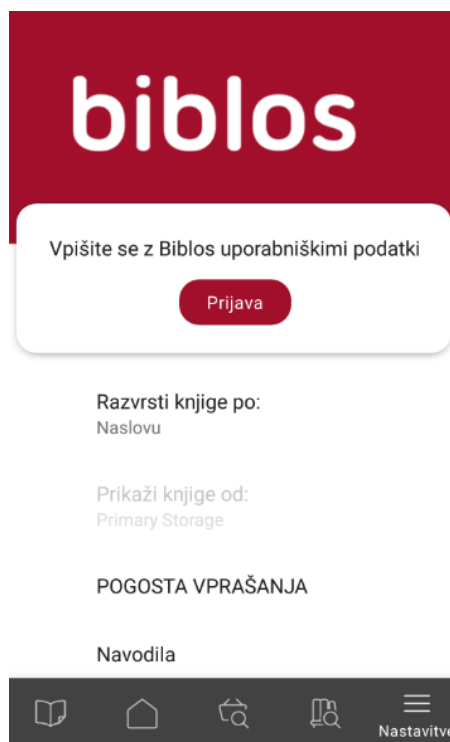 biblos
Vpišite se z Biblos uporabniškimi podatki
Prijava
Razvrsti knjige po:
Naslovu
Prikaži knjige od:
Primary Storage
POGOSTA VPRAŠANJA
Navodila
Nastavitve